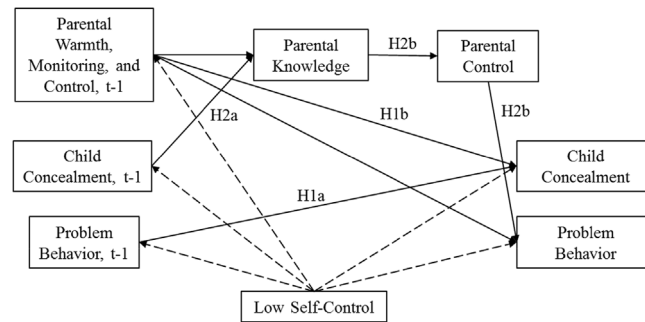 Parental
Warmth,
Monitoring, and
Control, t-1
Parental
Knowledge
H2b
Parental
Control
H2a
H1b
H2b
Child
Concealment, t-1
Child
Concealment
H1a
Problem
Behavior, t-1
Problem
Behavior
Low Self-Control